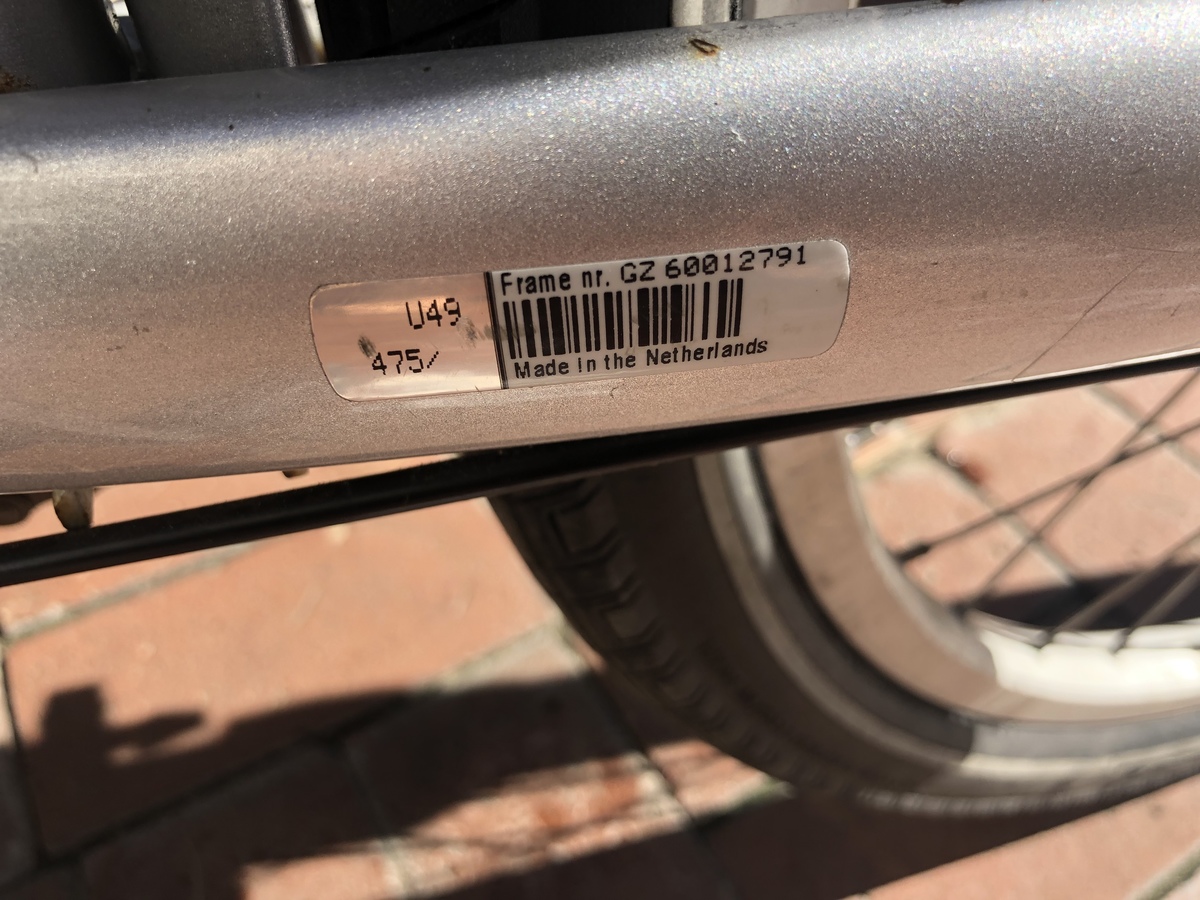 U49
475/
Frame nr. GZ 60012791
Made in the Netherlands